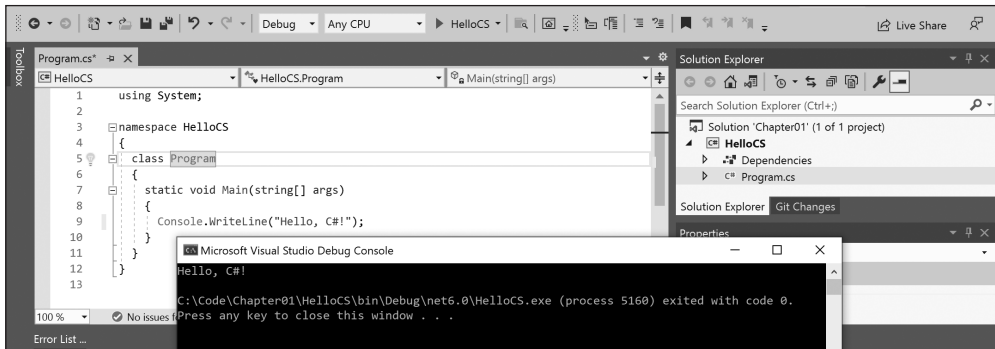 Debug Any CPU HelloCS Live Share
Toolbox
Program.cs*
Solution Explorer
C# HelloCS HelloCS.Program Main(string[] args)
Search Solution Explorer (Ctrl+;)
Solution 'Chapter01' (1 of 1 project)
C# HelloCS
Dependencies
C# Program.cs
Solution Explorer Git Changes
Properties
1 using System;
2
3 namespace HelloCS
4 {
5 class Program
6 {
7 static void Main(string[] args)
8 {
9 Console.WriteLine("Hello, C#!");
10 }
11 }
12 }
13
100 % No issues f
Error List ...
C:\ Microsoft Visual Studio Debug Console
Hello, C#!
C:\Code\Chapter01\HelloCS\bin\Debug\net6.0\HelloCS.exe (process 5160) exited with code 0.
Press any key to close this window . . .